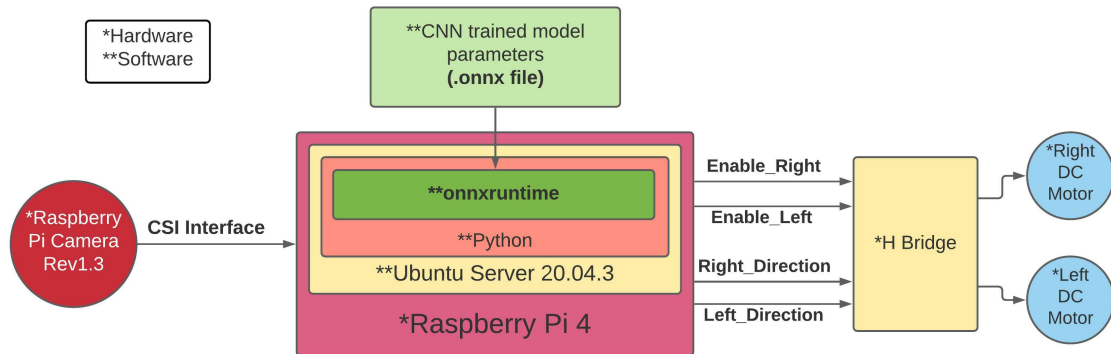 *Hardware
**Software
**CNN trained model
parameters
(.onnx file)
*Raspberry
Pi Camera
Rev1.3
CSI Interface
**onnxruntime
**Python
**Ubuntu Server 20.04.3
*Raspberry Pi 4
Enable_Right
Enable_Left
Right_Direction
Left_Direction
*H Bridge
*Right
DC
Motor
*Left
DC
Motor